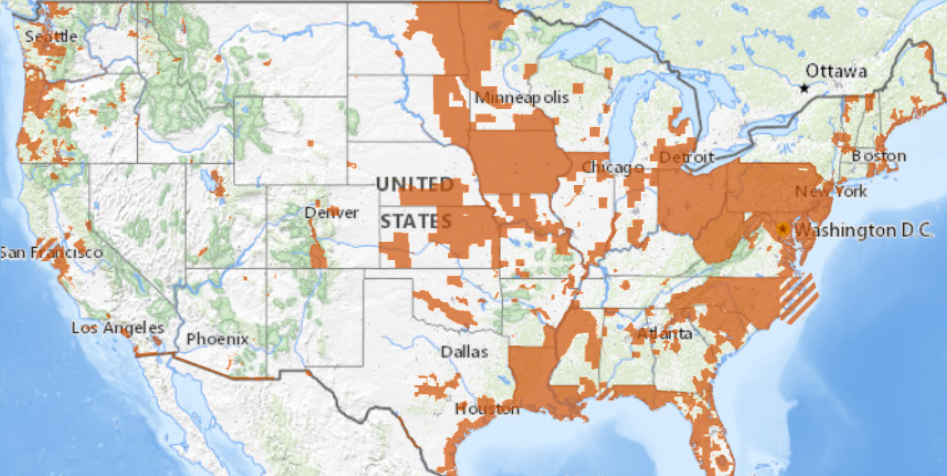 Seattle
Ottawa
Minneapolis
Boston
Detroit
Chicago
UNITED
New York
Denver
STATES
Washington D.C.
San Francisco
Los Angeles
Atlanta
Phoenix
Dallas
Houston